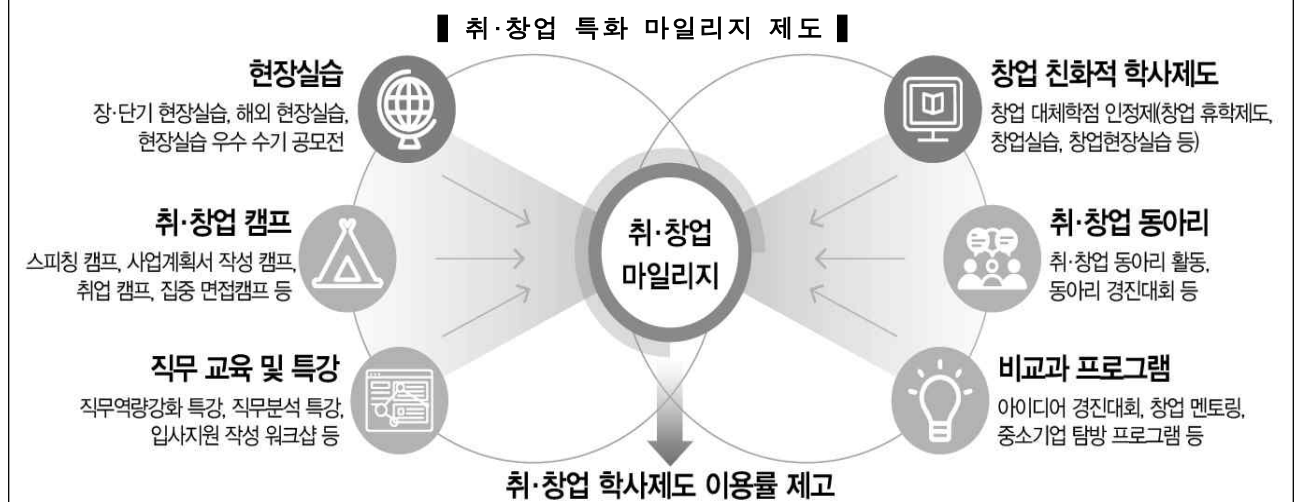 ▌취·창업 특화 마일리지 제도▐
현장실습
장·단기 현장실습, 해외 현장실습,
현장실습 우수 수기 공모전
취·창업 캠프
스피칭 캠프, 사업계획서 작성 캠프,
취업 캠프, 집중 면접캠프 등
직무 교육 및 특강
직무역량강화 특강, 직무분석 특강,
입사지원 작성 워크샵 등
취·창업
마일리지
창업 친화적 학사제도
창업 대체학점 인정제(창업 휴학제도,
창업실습, 창업현장실습 등)
취·창업 동아리
취·창업 동아리 활동,
동아리 경진대회 등
비교과 프로그램
아이디어 경진대회, 창업 멘토링,
중소기업 탐방 프로그램 등
취·창업 학사제도 이용률 제고